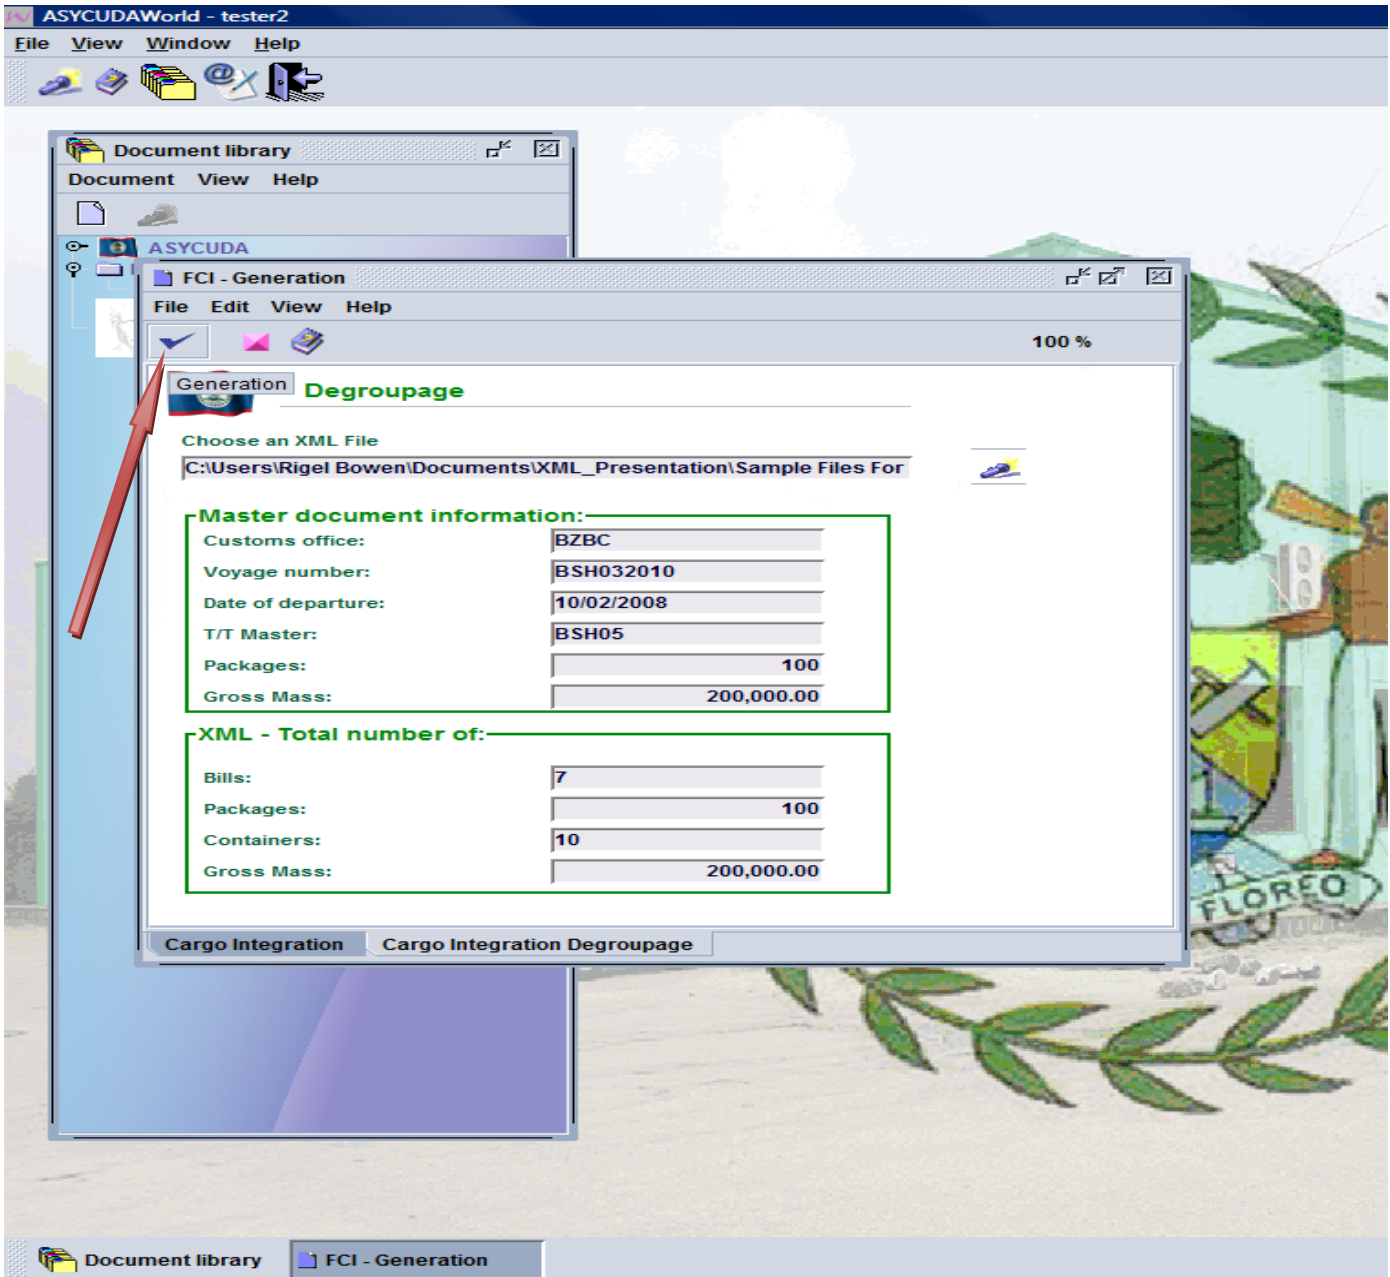 ASYCUDAWorld - tester2
File View Window Help
Document library
Document View Help
ASYCUDA
FCI - Generation
File Edit View Help
100 %
Generation
Degroupage
Choose an XML File
C:\Users\Rigel Bowen\Documents\XML_Presentation\Sample Files For
Master document information:
Customs office: BZBC
Voyage number: BSH032010
Date of departure: 10/02/2008
T/T Master: BSH05
Packages: 100
Gross Mass: 200,000.00
XML - Total number of:
Bills: 7
Packages: 100
Containers: 10
Gross Mass: 200,000.00
Cargo Integration Cargo Integration Degroupage
FLOREO
Document library FCI - Generation